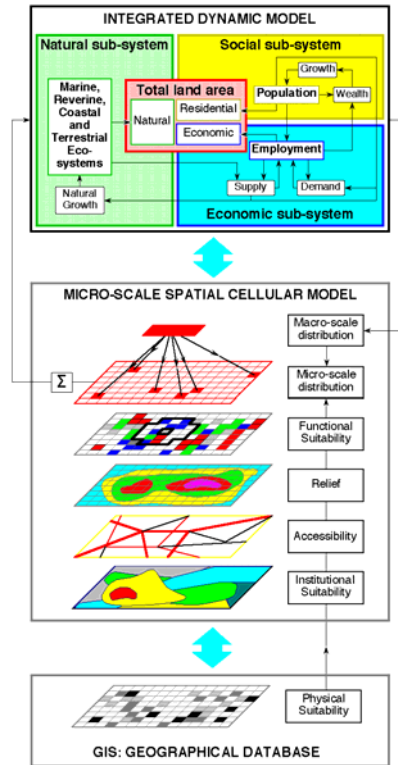 INTEGRATED DYNAMIC MODEL
Natural sub-system
Social sub-system
Marine,
Reverine,
Coastal
and
Terrestrial
Eco-
systems
Natural
Growth
Total land area
Natural
Residential
Economic
Growth
Population
Wealth
Employment
Supply
Demand
Economic sub-system
MICRO-SCALE SPATIAL CELLULAR MODEL
Σ
Macro-scale
distribution
Micro-scale
distribution
Functional
Suitability
Relief
Accessibility
Institutional
Suitability
Physical
Suitability
GIS: GEOGRAPHICAL DATABASE